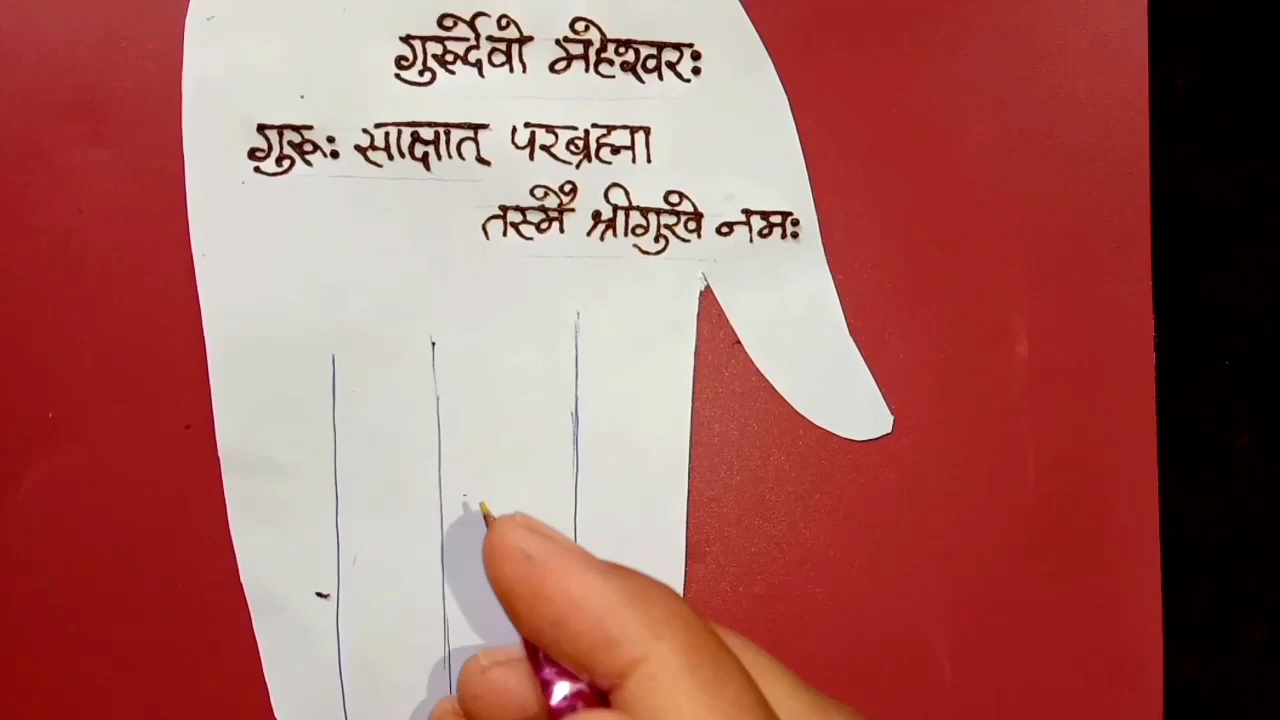 गुरूर्देवो महेश्वरः
गुरूः साक्षात् परब्रह्मा
तस्मै श्रीगुरवे नमः